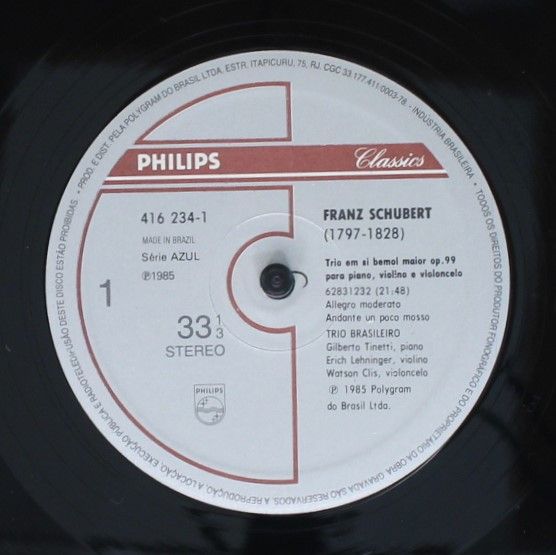 PROD. E DIST. PELA POLYGRAM DO BRASIL LTDA. ESTR. ITAPICURU, 75, RJ. CGC 33.177.411/0003-78 - INDÚSTRIA BRASILEIRA • TODOS OS DIREITOS DO PRODUTOR FONOGRÁFICO E DO PROPRIETÁRIO DA OBRA GRAVADA SÃO RESERVADOS. A REPRODUÇÃO, A LOCAÇÃO, EXECUÇÃO PÚBLICA E RADIOTELEDIFUSÃO DESTE DISCO ESTÃO PROIBIDAS •
PHILIPS
Classics
416 234-1
MADE IN BRAZIL
Série AZUL
℗1985
1
33 1/3
STEREO
PHILIPS
FRANZ SCHUBERT
(1797-1828)
Trio em si bemol maior op.99
para piano, violino e violoncelo
62831232 (21:48)
Allegro moderato
Andante un poco mosso
TRIO BRASILEIRO
Gilberto Tinetti, piano
Erich Lehninger, violino
Watson Clis, violoncelo
℗ 1985 Polygram
do Brasil Ltda.